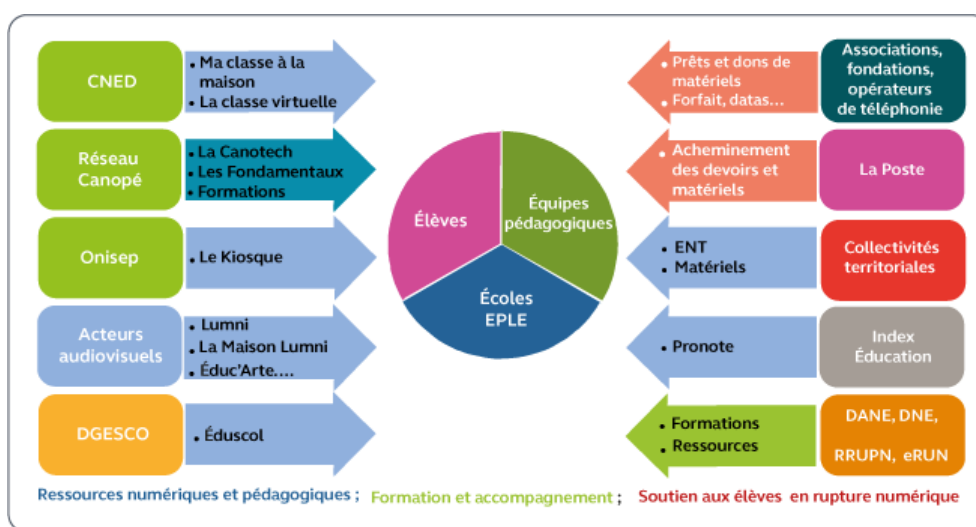 CNED
• Ma classe à la
maison
• La classe virtuelle
Réseau
Canopé
• La Canotech
• Les Fondamentaux
• Formations
Onisep
• Le Kiosque
Acteurs
audiovisuels
• Lumni
• La Maison Lumni
• Éduc'Arte....
DGESCO
• Éduscol
Élèves
Équipes
pédagogiques
Écoles
EPLE
• Prêts et dons de
matériels
• Forfait, datas...
Associations,
fondations,
opérateurs
de téléphonie
• Acheminement
des devoirs et
matériels
La Poste
• ENT
• Matériels
Collectivités
territoriales
• Pronote
Index
Éducation
• Formations
• Ressources
DANE, DNE,
RRUPN, eRUN
Ressources numériques et pédagogiques ; Formation et accompagnement ; Soutien aux élèves en rupture numérique